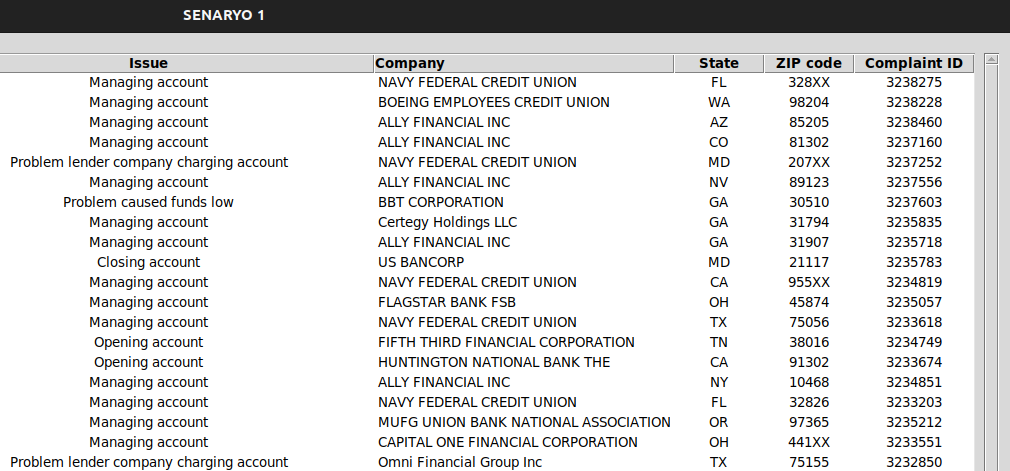 SENARYO 1
Issue Company State ZIP code Complaint ID
Managing account NAVY FEDERAL CREDIT UNION FL 328XX 3238275
Managing account BOEING EMPLOYEES CREDIT UNION WA 98204 3238228
Managing account ALLY FINANCIAL INC AZ 85205 3238460
Managing account ALLY FINANCIAL INC CO 81302 3237160
Problem lender company charging account NAVY FEDERAL CREDIT UNION MD 207XX 3237252
Managing account ALLY FINANCIAL INC NV 89123 3237556
Problem caused funds low BBT CORPORATION GA 30510 3237603
Managing account Certegy Holdings LLC GA 31794 3235835
Managing account ALLY FINANCIAL INC GA 31907 3235718
Closing account US BANCORP MD 21117 3235783
Managing account NAVY FEDERAL CREDIT UNION CA 955XX 3234819
Managing account FLAGSTAR BANK FSB OH 45874 3235057
Managing account NAVY FEDERAL CREDIT UNION TX 75056 3233618
Opening account FIFTH THIRD FINANCIAL CORPORATION TN 38016 3234749
Opening account HUNTINGTON NATIONAL BANK THE CA 91302 3233674
Managing account ALLY FINANCIAL INC NY 10468 3234851
Managing account NAVY FEDERAL CREDIT UNION FL 32826 3233203
Managing account MUFG UNION BANK NATIONAL ASSOCIATION OR 97365 3235212
Managing account CAPITAL ONE FINANCIAL CORPORATION OH 441XX 3233551
Problem lender company charging account Omni Financial Group Inc TX 75155 3232850